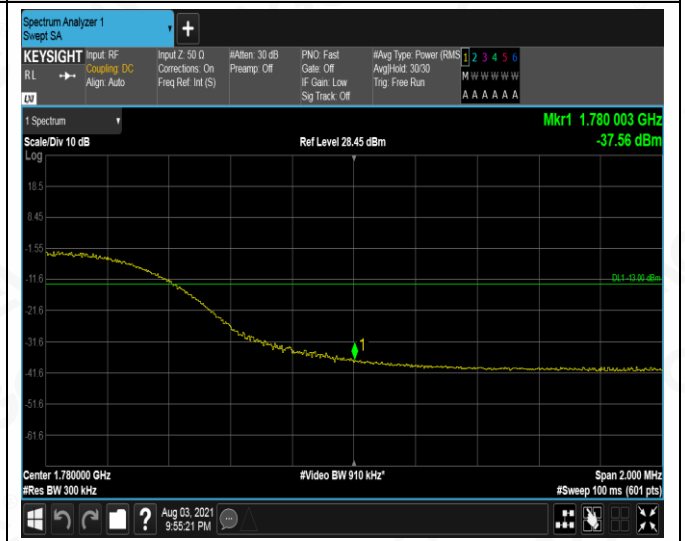 Spectrum Analyzer 1
Swept SA
+
KEYSIGHT
RL
LXI
Input: RF
Coupling: DC
Align: Auto
Input Z: 50 Ω
Corrections: On
Freq Ref: Int (S)
#Atten: 30 dB
Preamp: Off
PNO: Fast
Gate: Off
IF Gain: Low
Sig Track: Off
#Avg Type: Power (RMS
Avg|Hold: 30/30
Trig: Free Run
1 2 3 4 5 6
M W W W W W
A A A A A A
1 Spectrum
Mkr1 1.780 003 GHz
-37.56 dBm
Scale/Div 10 dB
Ref Level 28.45 dBm
Log
18.5
8.45
-1.55
-11.6
DL1 -13.00 dBm
-21.6
-31.6
1
-41.6
-51.6
-61.6
Center 1.780000 GHz
#Video BW 910 kHz*
Span 2.000 MHz
#Res BW 300 kHz
#Sweep 100 ms (601 pts)
?
Aug 03, 2021
9:55:21 PM